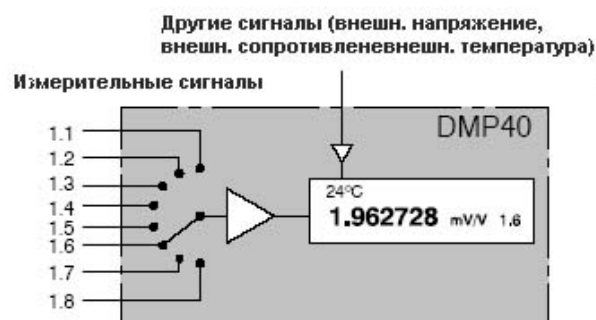 Другие сигналы (внешн. напряжение,
внешн. сопротивленевнешн. температура)
Измерительные сигналы
DMP40
1.1
1.2
1.3
1.4
1.5
1.6
1.7
1.8
24°C
1.962728 mV/V 1.6